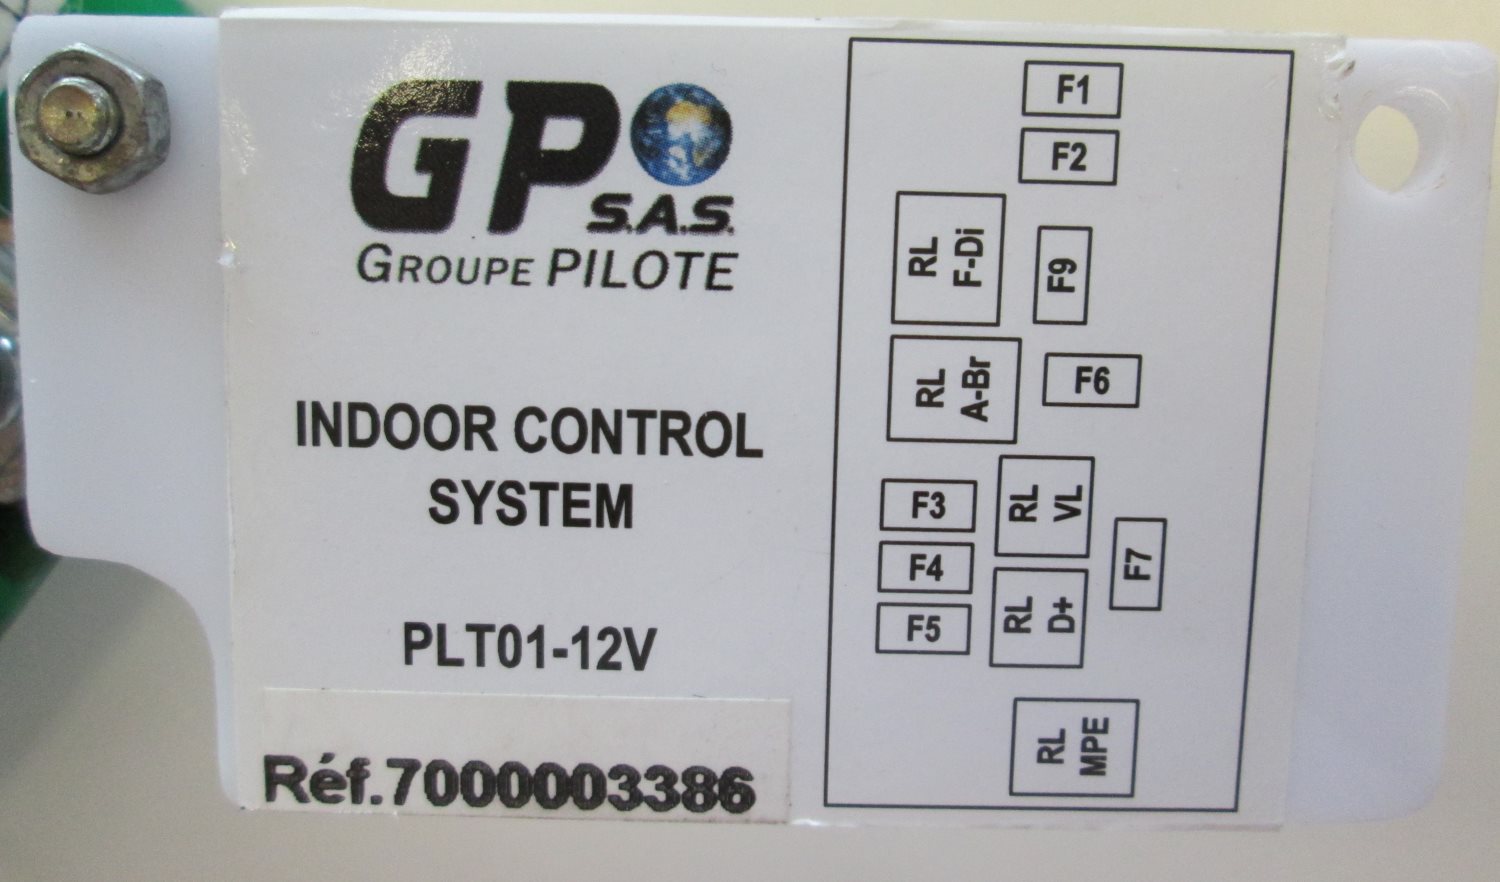 GP
S.A.S.
GROUPE PILOTE
INDOOR CONTROL
SYSTEM
PLT01-12V
Réf.7000003386
F1
F2
RL
F-Di
F9
RL
A-Br
F6
F3
F4
F5
RL
VL
RL
D+
F7
RL
MPE